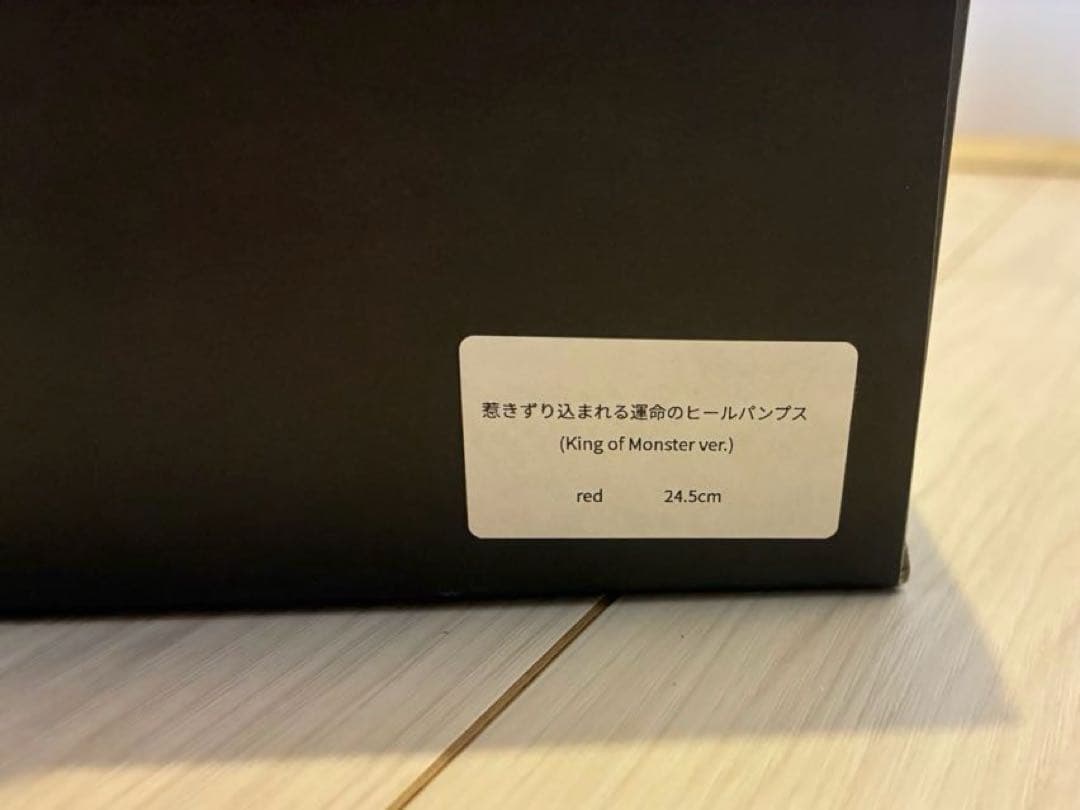 惹きずり込まれる運命のヒールパンプス
(King of Monster ver.)
red 24.5cm